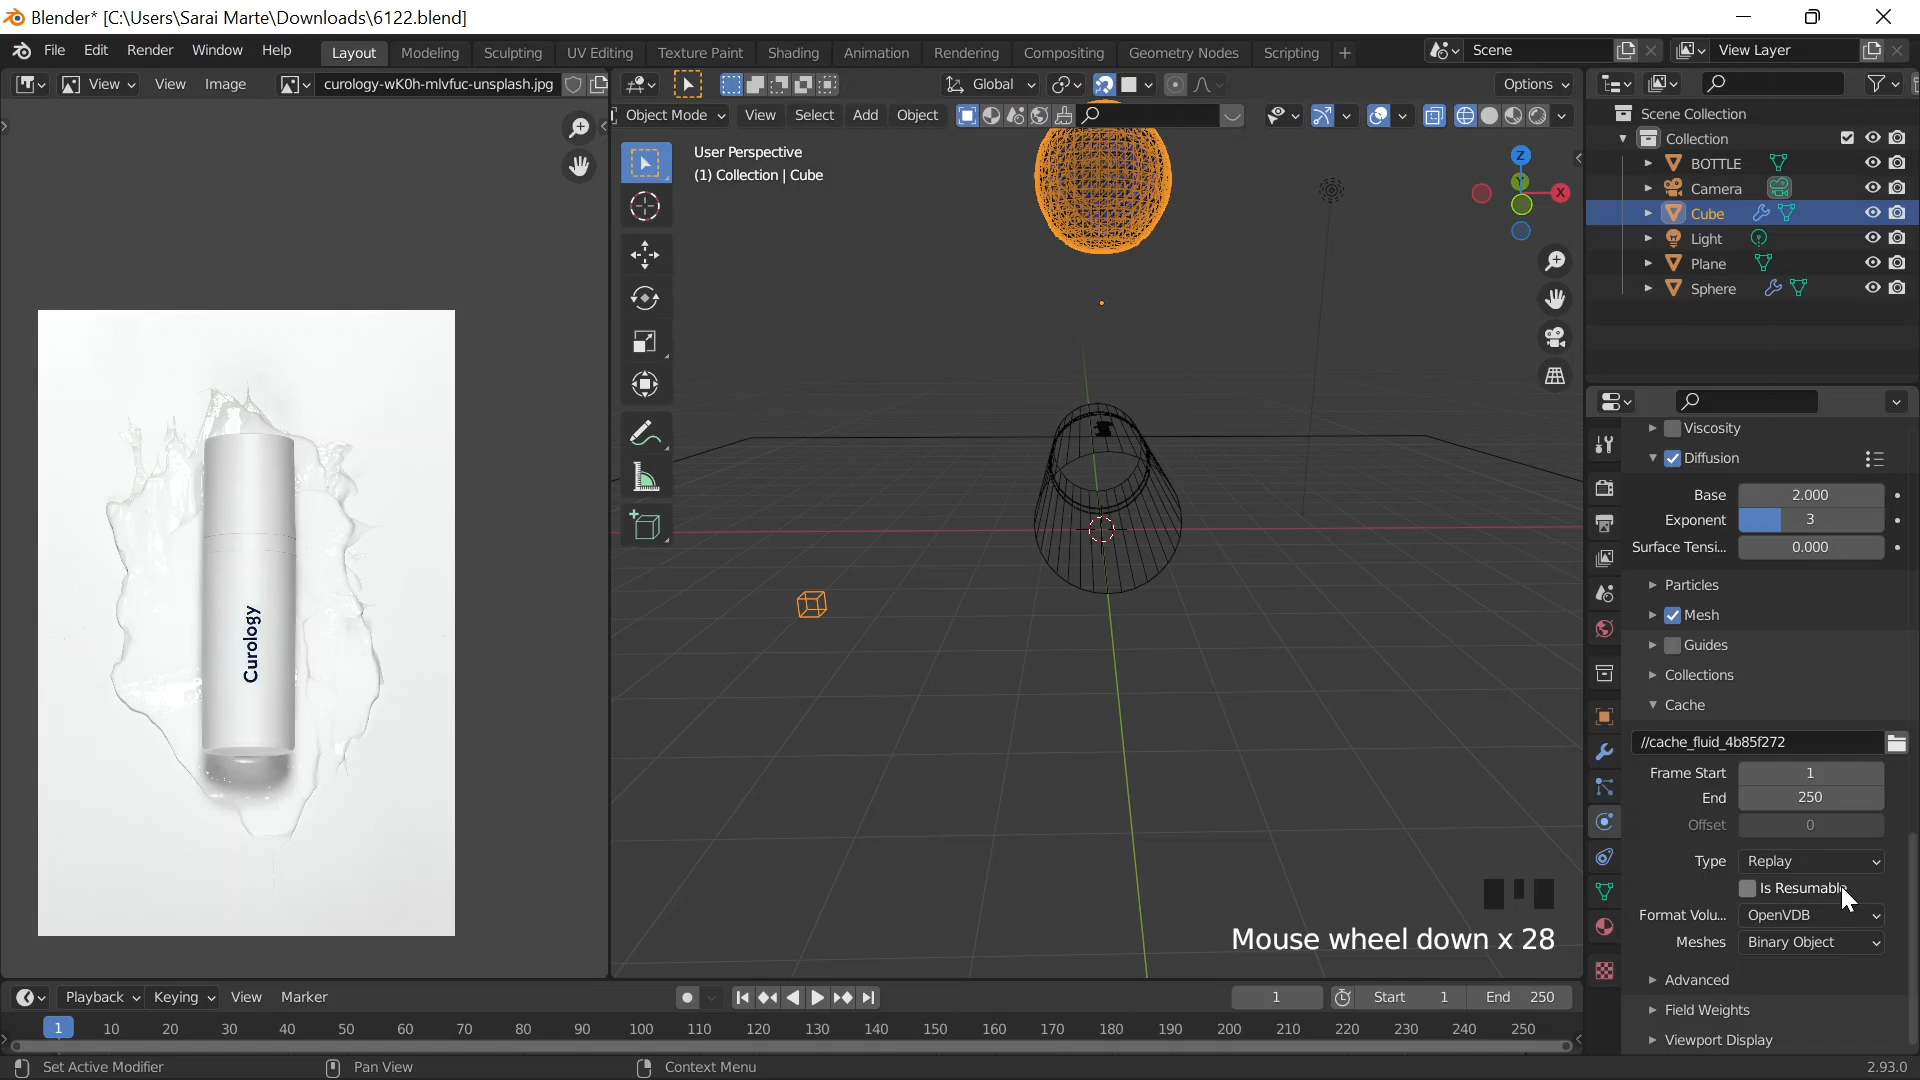 Blender* [C:\Users\Sarai Marte\Downloads\6122.blend]
File Edit Render Window Help Layout Modeling Sculpting UV Editing Texture Paint Shading Animation Rendering Compositing Geometry Nodes Scripting + Scene View Layer
View View Image curology-wK0h-mlvfuc-unsplash.jpg Global Options
Object Mode View Select Add Object
User Perspective
(1) Collection | Cube
Z
Y
X
Scene Collection
Collection
BOTTLE
Camera
Cube
Light
Plane
Sphere
Curology
Viscosity
Diffusion
Base 2.000
Exponent 3
Surface Tensi... 0.000
Particles
Mesh
Guides
Collections
Cache
//cache_fluid_4b85f272
Frame Start 1
End 250
Offset 0
Type Replay
Is Resumable
Format Volu... OpenVDB
Meshes Binary Object
Advanced
Field Weights
Viewport Display
Mouse wheel down x 28
Playback Keying View Marker 1 Start 1 End 250
1 10 20 30 40 50 60 70 80 90 100 110 120 130 140 150 160 170 180 190 200 210 220 230 240 250
Set Active Modifier Pan View Context Menu 2.93.0